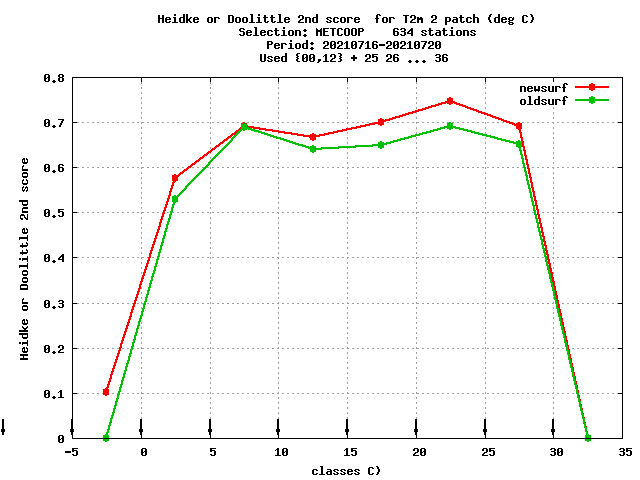 Heidke or Doolittle 2nd score  for T2m 2 patch (deg C)
Selection: METCOOP    634 stations
Period: 20210716-20210720
Used {00,12} + 25 26 ... 36
newsurf
oldsurf
Heidke or Doolittle 2nd score
0.8
0.7
0.6
0.5
0.4
0.3
0.2
0.1
0
-5 0 5 10 15 20 25 30 35
classes C)